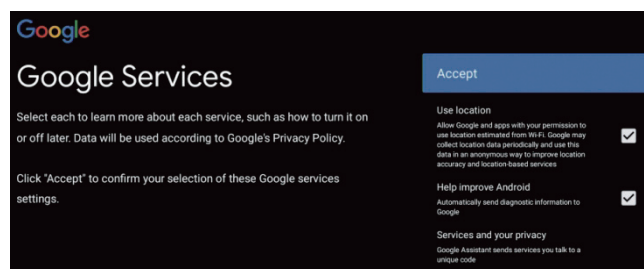 Google
Google Services
Select each to learn more about each service, such as how to turn it on
or off later. Data will be used according to Google's Privacy Policy.
Click "Accept" to confirm your selection of these Google services
settings.
Accept
Use location
Allow Google and apps with your permission to
use location estimated from Wi-Fi. Google may
collect location data periodically and use this
data in an anonymous way to improve location
accuracy and location-based services
Help improve Android
Automatically send diagnostic information to
Google
Services and your privacy
Google Assistant sends services you talk to a
unique code